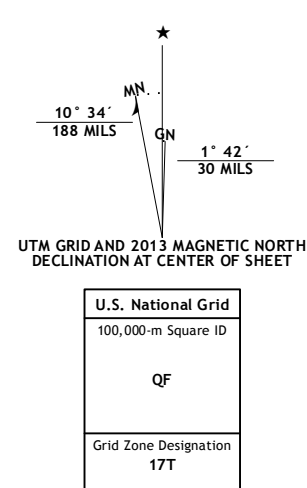 ★
MN
GN
10° 34´
188 MILS
1° 42´
30 MILS
UTM GRID AND 2013 MAGNETIC NORTH
DECLINATION AT CENTER OF SHEET
U.S. National Grid
100,000-m Square ID
QF
Grid Zone Designation
17T